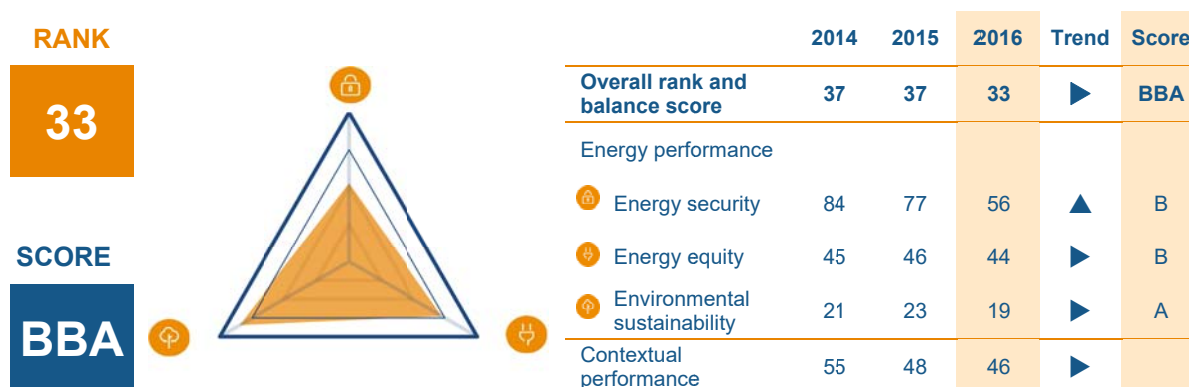 RANK
33
SCORE
BBA
2014 2015 2016 Trend Score
Overall rank and
balance score 37 37 33 BBA
Energy performance
Energy security 84 77 56 B
Energy equity 45 46 44 B
Environmental
sustainability 21 23 19 A
Contextual
performance 55 48 46